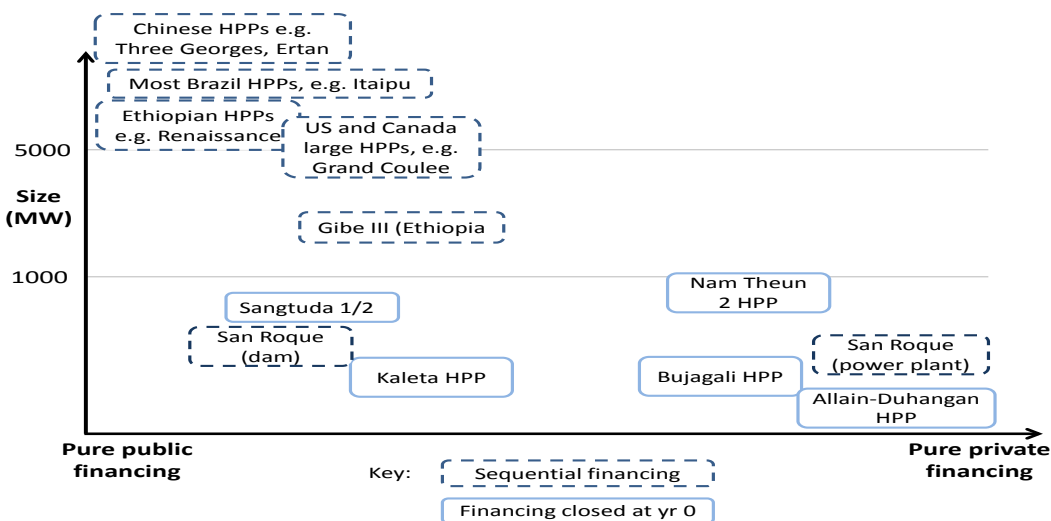 Chinese HPPs e.g.
Three Georges, Ertan
Most Brazil HPPs, e.g. Itaipu
Ethiopian HPPs
e.g. Renaissance
US and Canada
large HPPs, e.g.
Grand Coulee
5000
Size
(MW)
Gibe III (Ethiopia
1000
Nam Theun
2 HPP
Sangtuda 1/2
San Roque
(dam)
San Roque
(power plant)
Kaleta HPP
Bujagali HPP
Allain-Duhangan
HPP
Pure public
financing
Pure private
financing
Key:
Sequential financing
Financing closed at yr 0